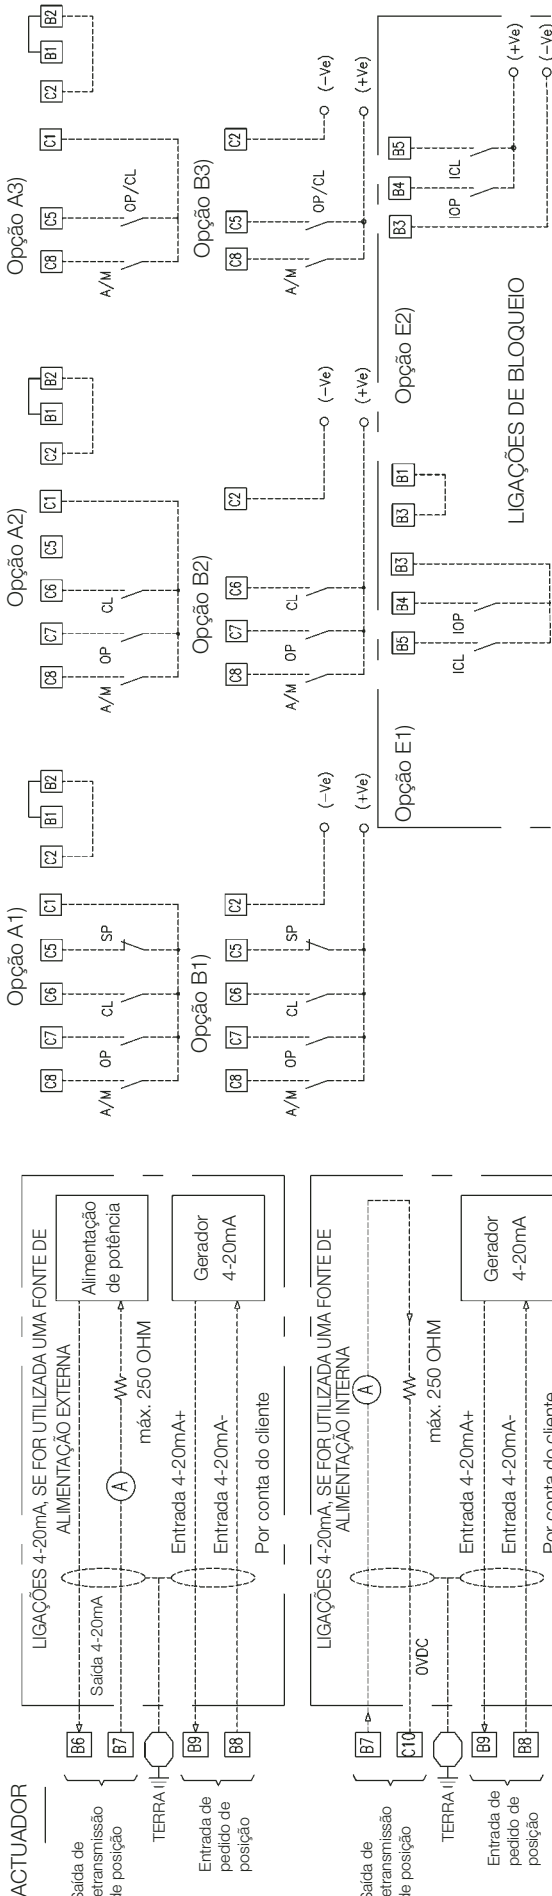 ACTUADOR
LIGAÇÕES 4-20mA, SE FOR UTILIZADA UMA FONTE DE
ALIMENTAÇÃO EXTERNA
B6
B7
Saída 4-20mA
A
máx. 250 OHM
Alimentação
de potência
Saída de
etransmissão
de posição
TERRA
B9
B8
Entrada 4-20mA+
Entrada 4-20mA-
Gerador
4-20mA
Entrada de
pedido de
posição
Por conta do cliente
LIGAÇÕES 4-20mA, SE FOR UTILIZADA UMA FONTE DE
ALIMENTAÇÃO INTERNA
B7
C10
A
0VDC
máx. 250 OHM
Saída de
etransmissão
de posição
TERRA
B9
B8
Entrada 4-20mA+
Entrada 4-20mA-
Gerador
4-20mA
Entrada de
pedido de
posição
Por conta do cliente
Opção A1)
C8 C7 C6 C5 C1 C2 B1 B2
A/M OP CL SP
Opção A2)
C8 C7 C6 C5 C1 C2 B1 B2
A/M OP CL
Opção A3)
C8 C5 C1 C2 B1 B2
A/M OP/CL
Opção B1)
C8 C7 C6 C5 C2
A/M OP CL SP
(-Ve)
(+Ve)
Opção B2)
C8 C7 C6 C2
A/M OP CL
(-Ve)
(+Ve)
Opção B3)
C8 C5 C2
A/M OP/CL
(-Ve)
(+Ve)
Opção E1)
B5 B4 B3 B3 B1
ICL IOP
Opção E2)
B3 B4 B5
IOP ICL
(+Ve)
(-Ve)
LIGAÇÕES DE BLOQUEIO